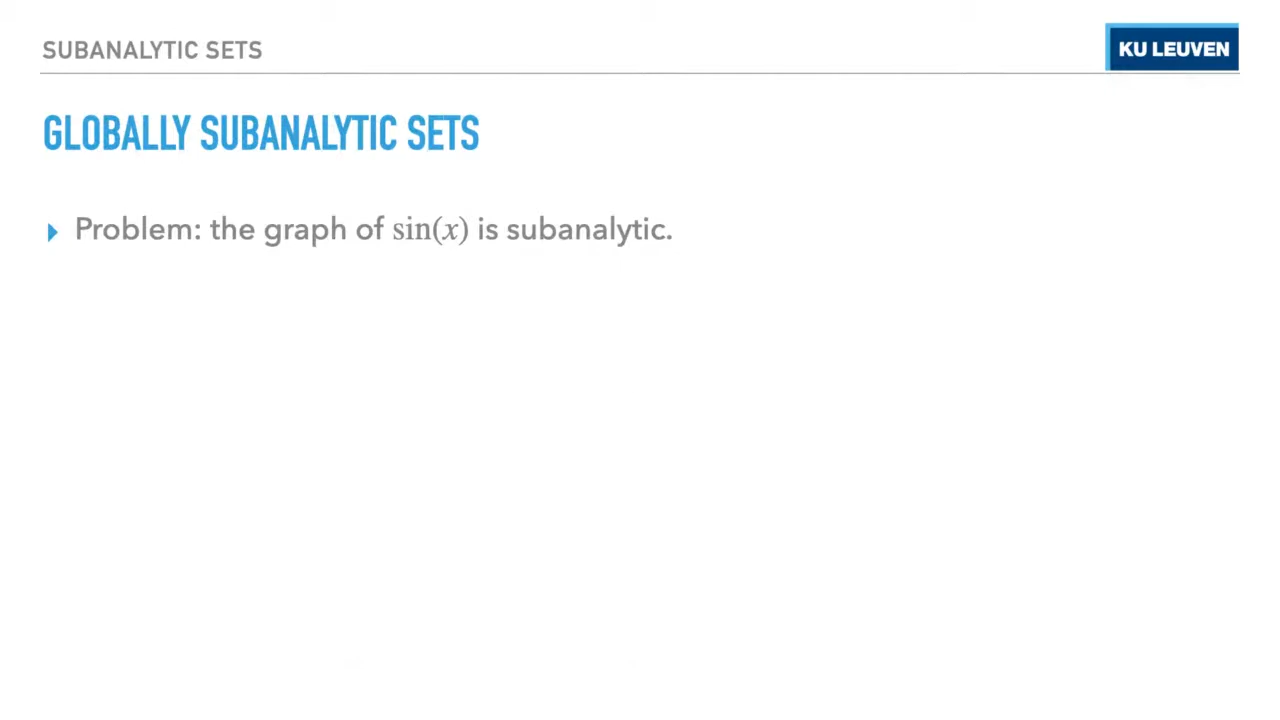 SUBANALYTIC SETS
KU LEUVEN
GLOBALLY SUBANALYTIC SETS
▸ Problem: the graph of sin(x) is subanalytic.